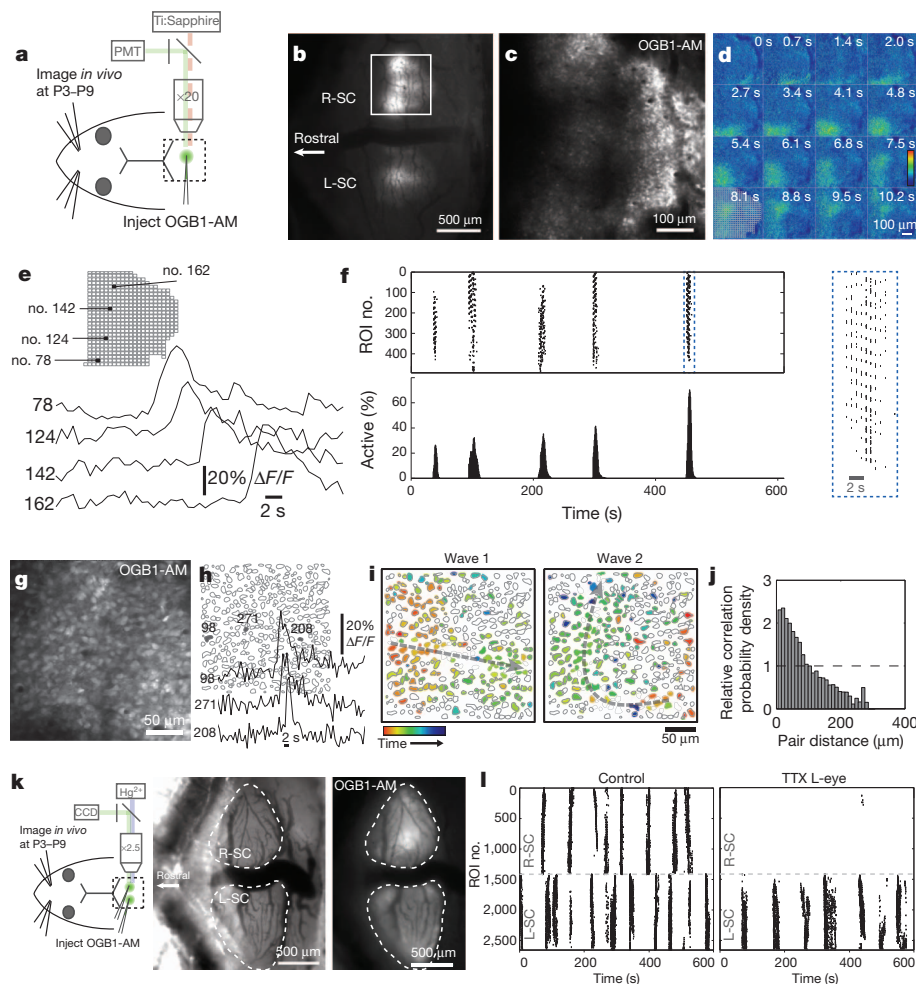 a
Ti:Sapphire
PMT
Image in vivo
at P3–P9
×20
Inject OGB1-AM
b
R-SC
Rostral
L-SC
500 µm
c
OGB1-AM
100 µm
d
0 s 0.7 s 1.4 s 2.0 s
2.7 s 3.4 s 4.1 s 4.8 s
5.4 s 6.1 s 6.8 s 7.5 s
8.1 s 8.8 s 9.5 s 10.2 s
100 µm
e
no. 162
no. 142
no. 124
no. 78
78
124
142
162
20% ΔF/F
2 s
f
ROI no.
0
100
200
300
400
Active (%)
60
40
20
0
0 200 400 600
Time (s)
2 s
g
OGB1-AM
50 µm
h
271
98
208
20%
ΔF/F
98
271
208
2 s
i
Wave 1
Wave 2
Time
50 µm
j
Relative correlation
probability density
3
2
1
0
0 200 400
Pair distance (µm)
k
Hg²⁺
CCD
Image in vivo
at P3–P9
×2.5
Inject OGB1-AM
Rostral
R-SC
L-SC
500 µm
OGB1-AM
500 µm
l
Control
TTX L-eye
ROI no.
0
500
1,000
1,500
2,000
2,500
R-SC
L-SC
R-SC
L-SC
0 200 400 600
Time (s)
0 200 400 600
Time (s)